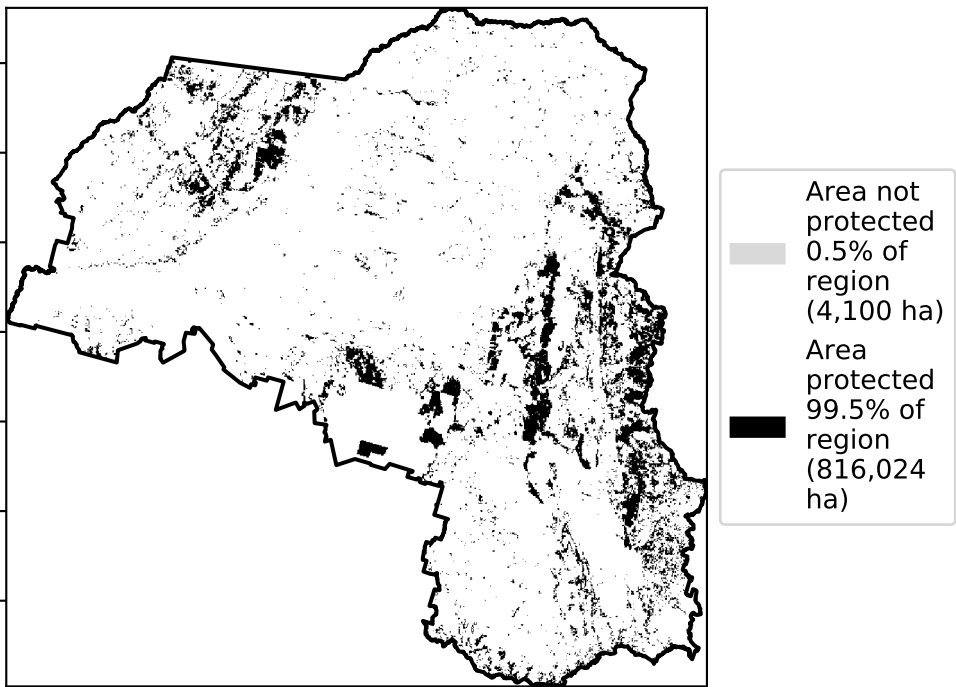 Area not
protected
0.5% of
region
(4,100 ha)
Area
protected
99.5% of
region
(816,024
ha)